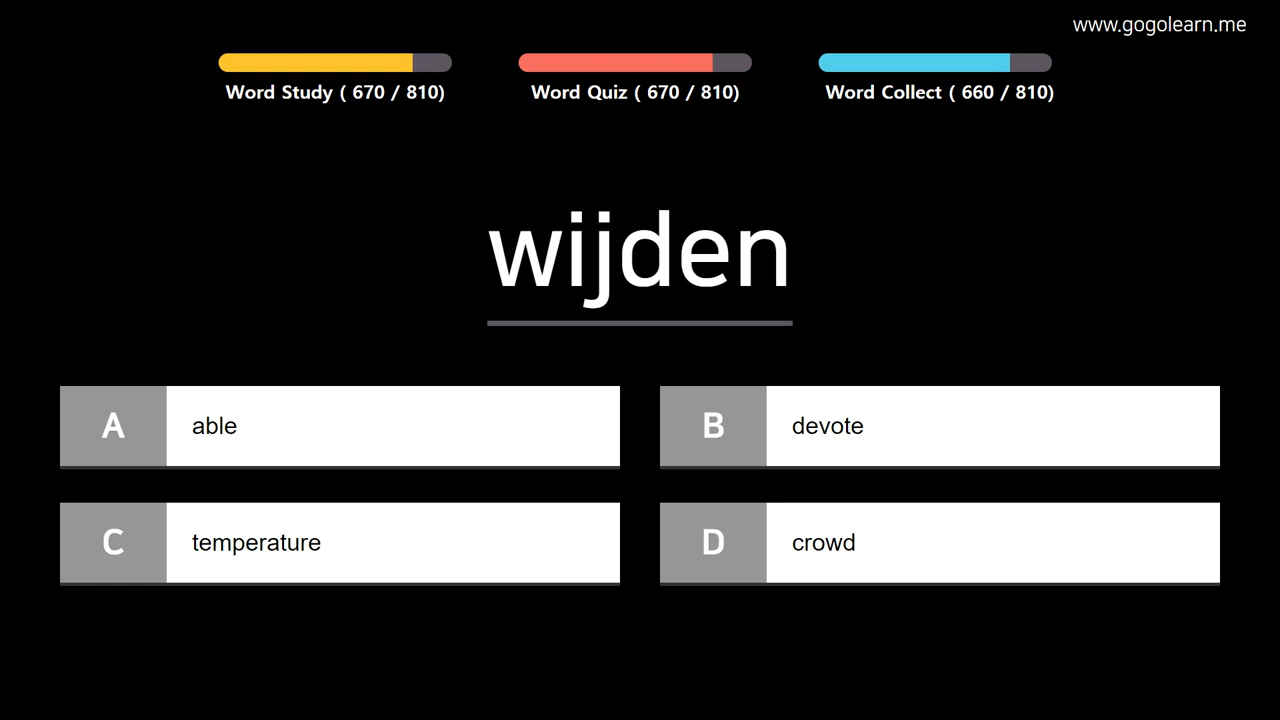 www.gogolearn.me
Word Study ( 670 / 810)
Word Quiz ( 670 / 810)
Word Collect ( 660 / 810)
wijden
A able
B devote
C temperature
D crowd